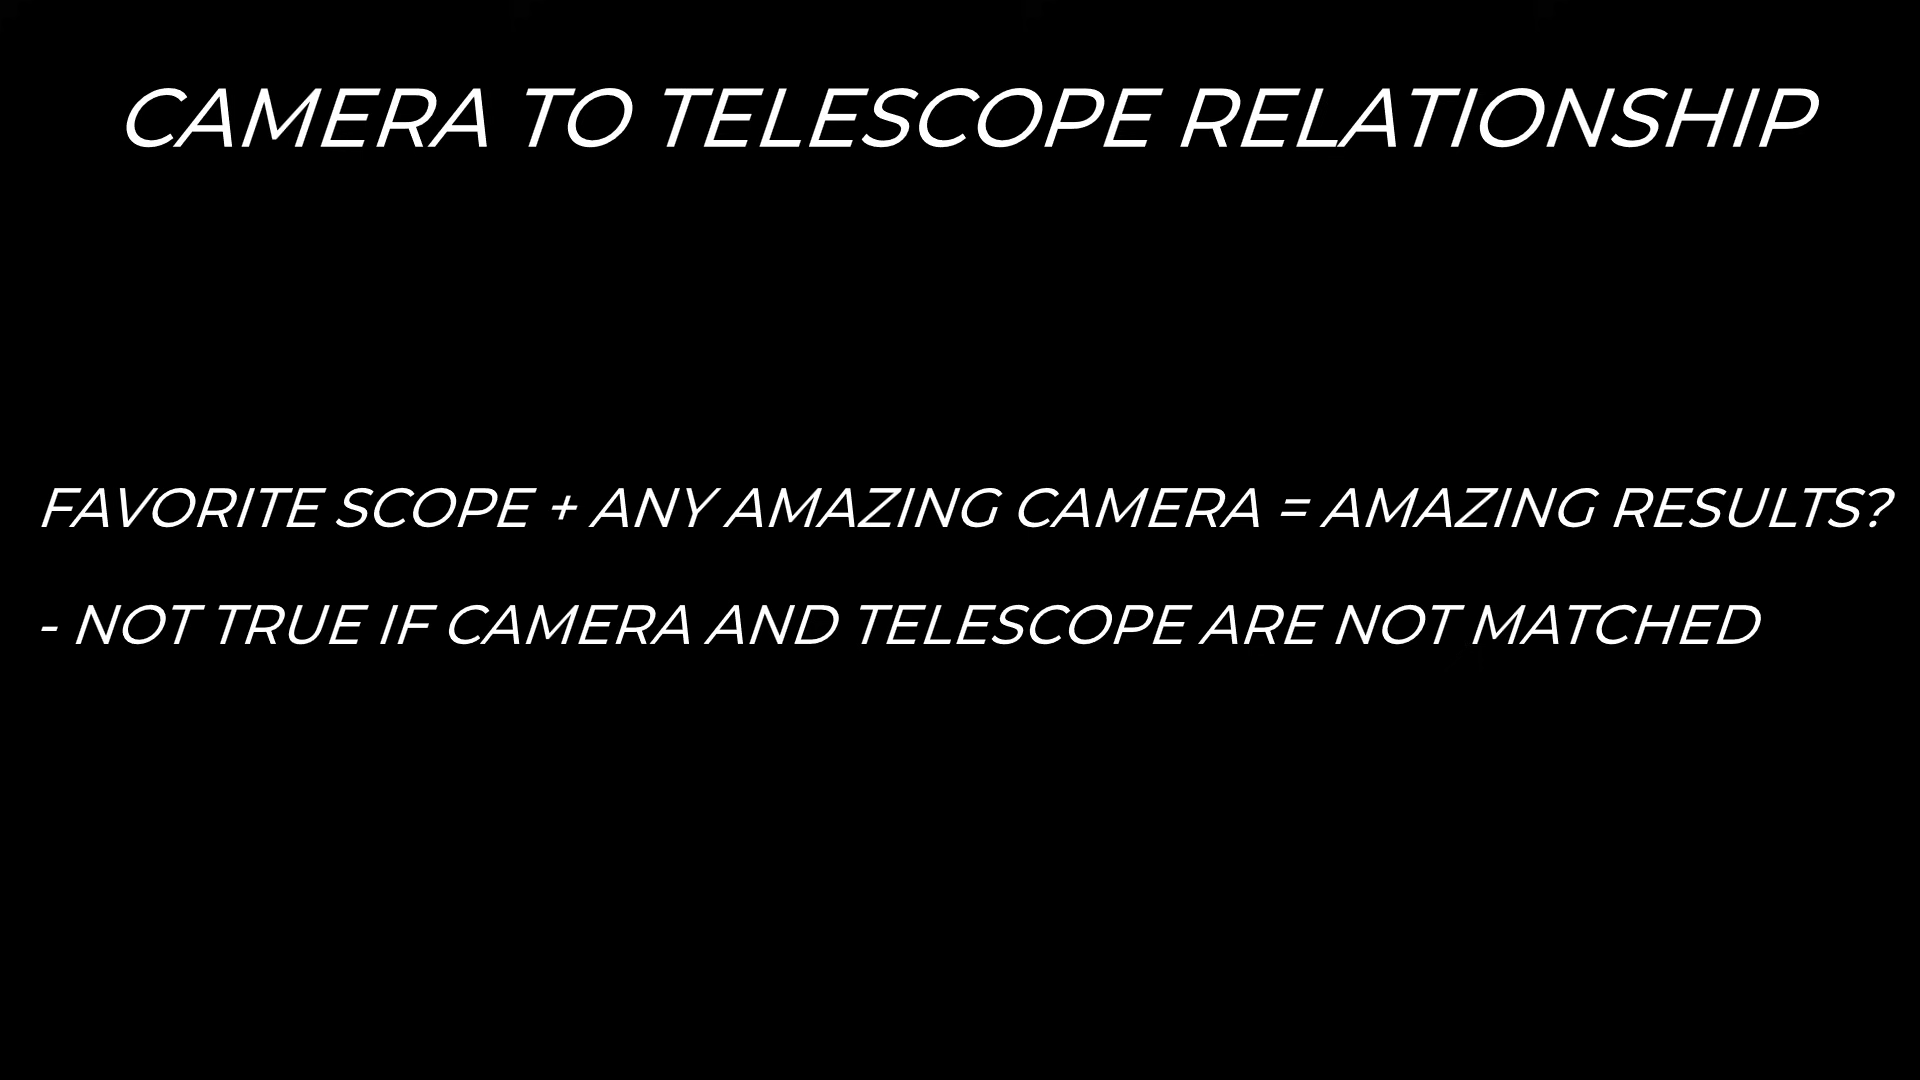 CAMERA TO TELESCOPE RELATIONSHIP
FAVORITE SCOPE + ANY AMAZING CAMERA = AMAZING RESULTS?
- NOT TRUE IF CAMERA AND TELESCOPE ARE NOT MATCHED